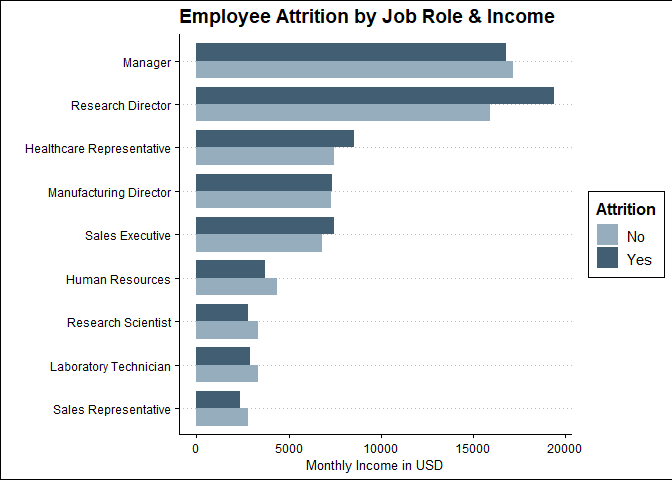 Employee Attrition by Job Role & Income
Manager
Research Director
Healthcare Representative
Manufacturing Director
Sales Executive
Human Resources
Research Scientist
Laboratory Technician
Sales Representative
0 5000 10000 15000 20000
Monthly Income in USD
Attrition
No
Yes